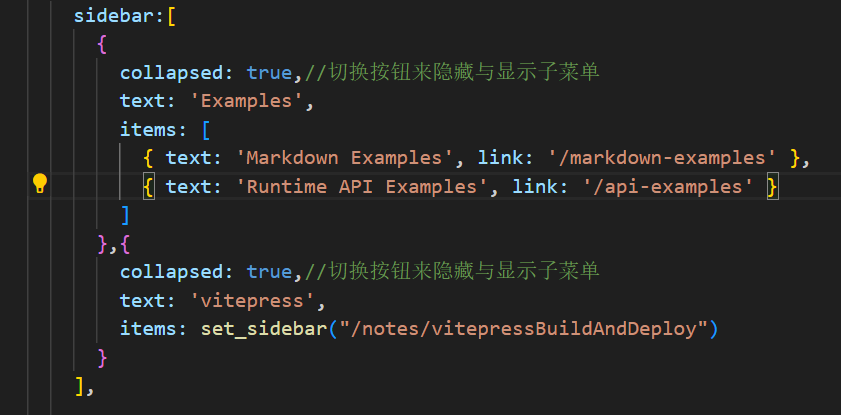 sidebar:[
{
collapsed: true,//切换按钮来隐藏与显示子菜单
text: 'Examples',
items: [
{ text: 'Markdown Examples', link: '/markdown-examples' },
{ text: 'Runtime API Examples', link: '/api-examples' }
]
},{
collapsed: true,//切换按钮来隐藏与显示子菜单
text: 'vitepress',
items: set_sidebar("/notes/vitepressBuildAndDeploy")
}
],